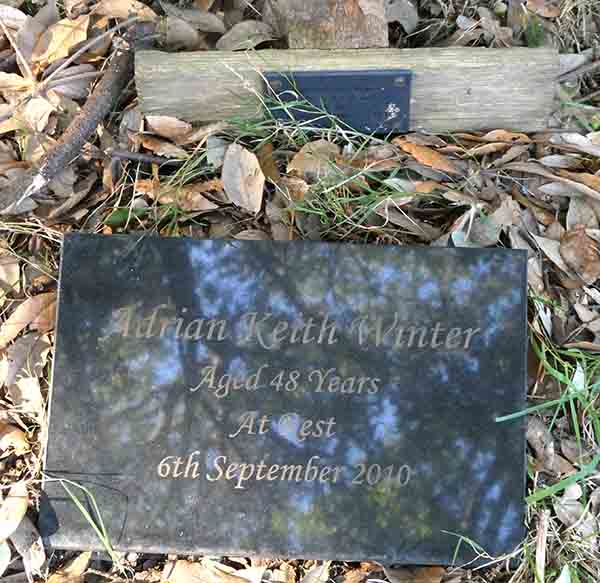 Adrian Keith Winter
Aged 48 Years
At Rest
6th September 2010